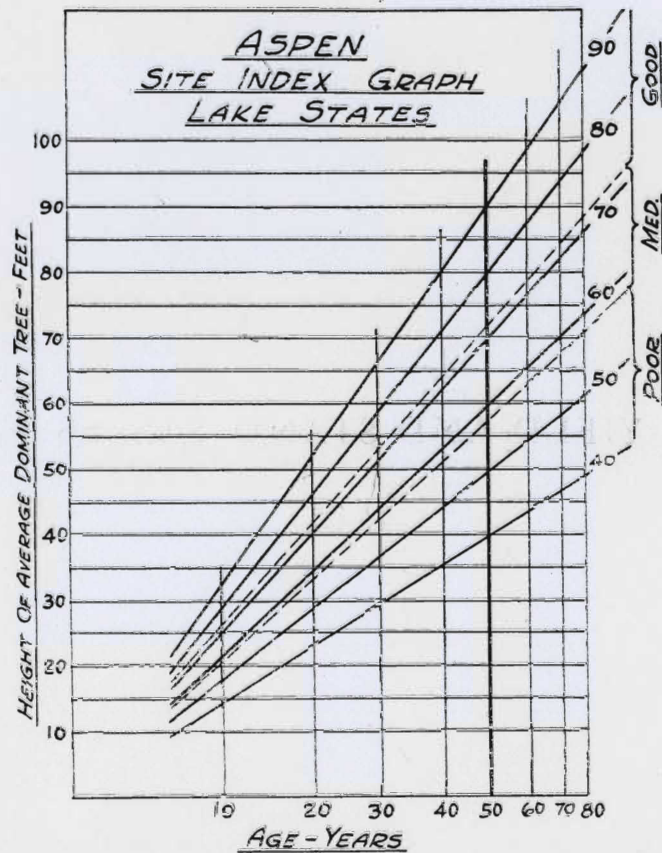 ASPEN
SITE INDEX GRAPH
LAKE STATES
HEIGHT OF AVERAGE DOMINANT TREE - FEET
100
90
80
70
60
50
40
30
20
10
90
80
70
60
50
40
GOOD
MED.
POOR
10 20 30 40 50 60 70 80
AGE - YEARS